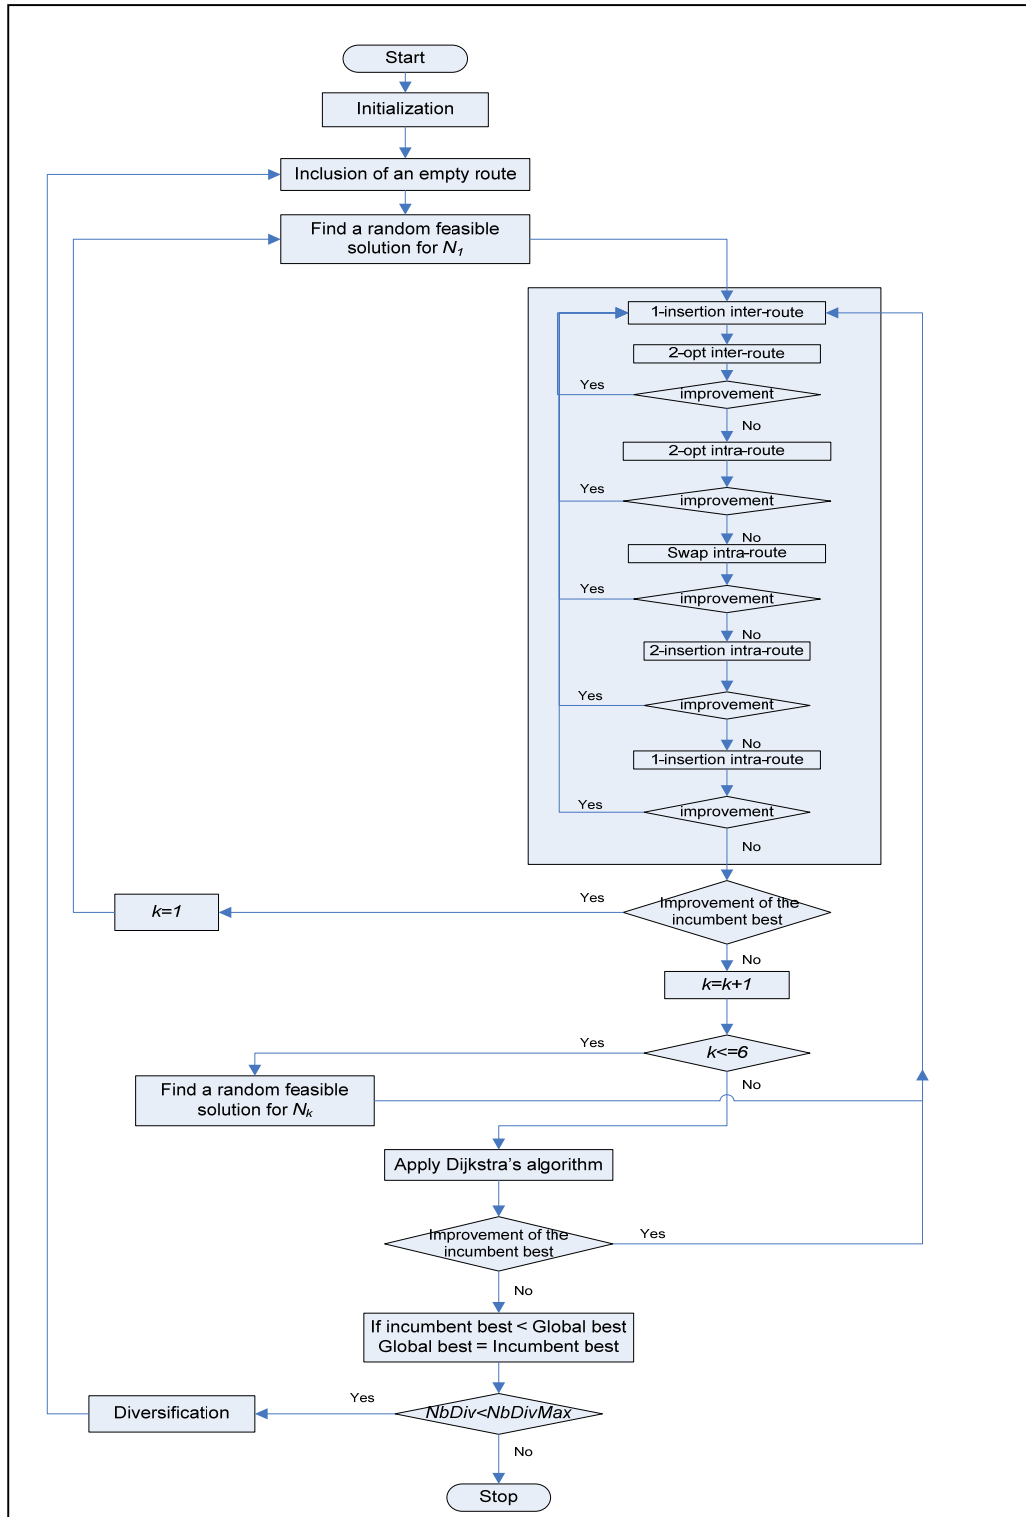 Start
Initialization
Inclusion of an empty route
Find a random feasible
solution for N1
1-insertion inter-route
2-opt inter-route
Yes
improvement
No
2-opt intra-route
Yes
improvement
No
Swap intra-route
Yes
improvement
No
2-insertion intra-route
Yes
improvement
No
1-insertion intra-route
Yes
improvement
No
k=1
Yes
Improvement of the
incumbent best
No
k=k+1
Yes
k<=6
No
Find a random feasible
solution for Nk
Apply Dijkstra's algorithm
Improvement of the
incumbent best
Yes
No
If incumbent best < Global best
Global best = Incumbent best
Diversification
Yes
NbDiv<NbDivMax
No
Stop